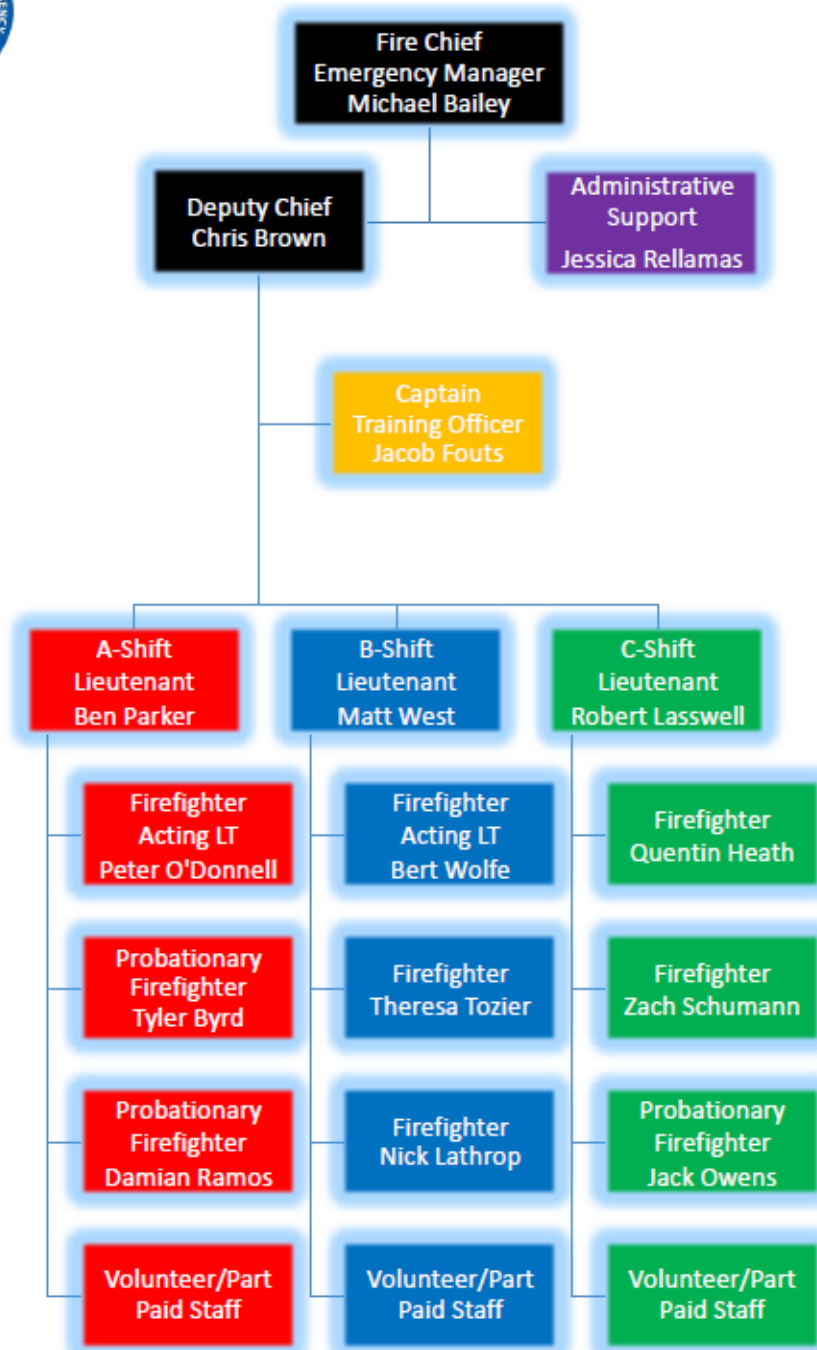 ENCY
Fire Chief
Emergency Manager
Michael Bailey
Deputy Chief
Chris Brown
Administrative
Support
Jessica Rellamas
Captain
Training Officer
Jacob Fouts
A-Shift
Lieutenant
Ben Parker
B-Shift
Lieutenant
Matt West
C-Shift
Lieutenant
Robert Lasswell
Firefighter
Acting LT
Peter O'Donnell
Firefighter
Acting LT
Bert Wolfe
Firefighter
Quentin Heath
Probationary
Firefighter
Tyler Byrd
Firefighter
Theresa Tozier
Firefighter
Zach Schumann
Probationary
Firefighter
Damian Ramos
Firefighter
Nick Lathrop
Probationary
Firefighter
Jack Owens
Volunteer/Part
Paid Staff
Volunteer/Part
Paid Staff
Volunteer/Part
Paid Staff